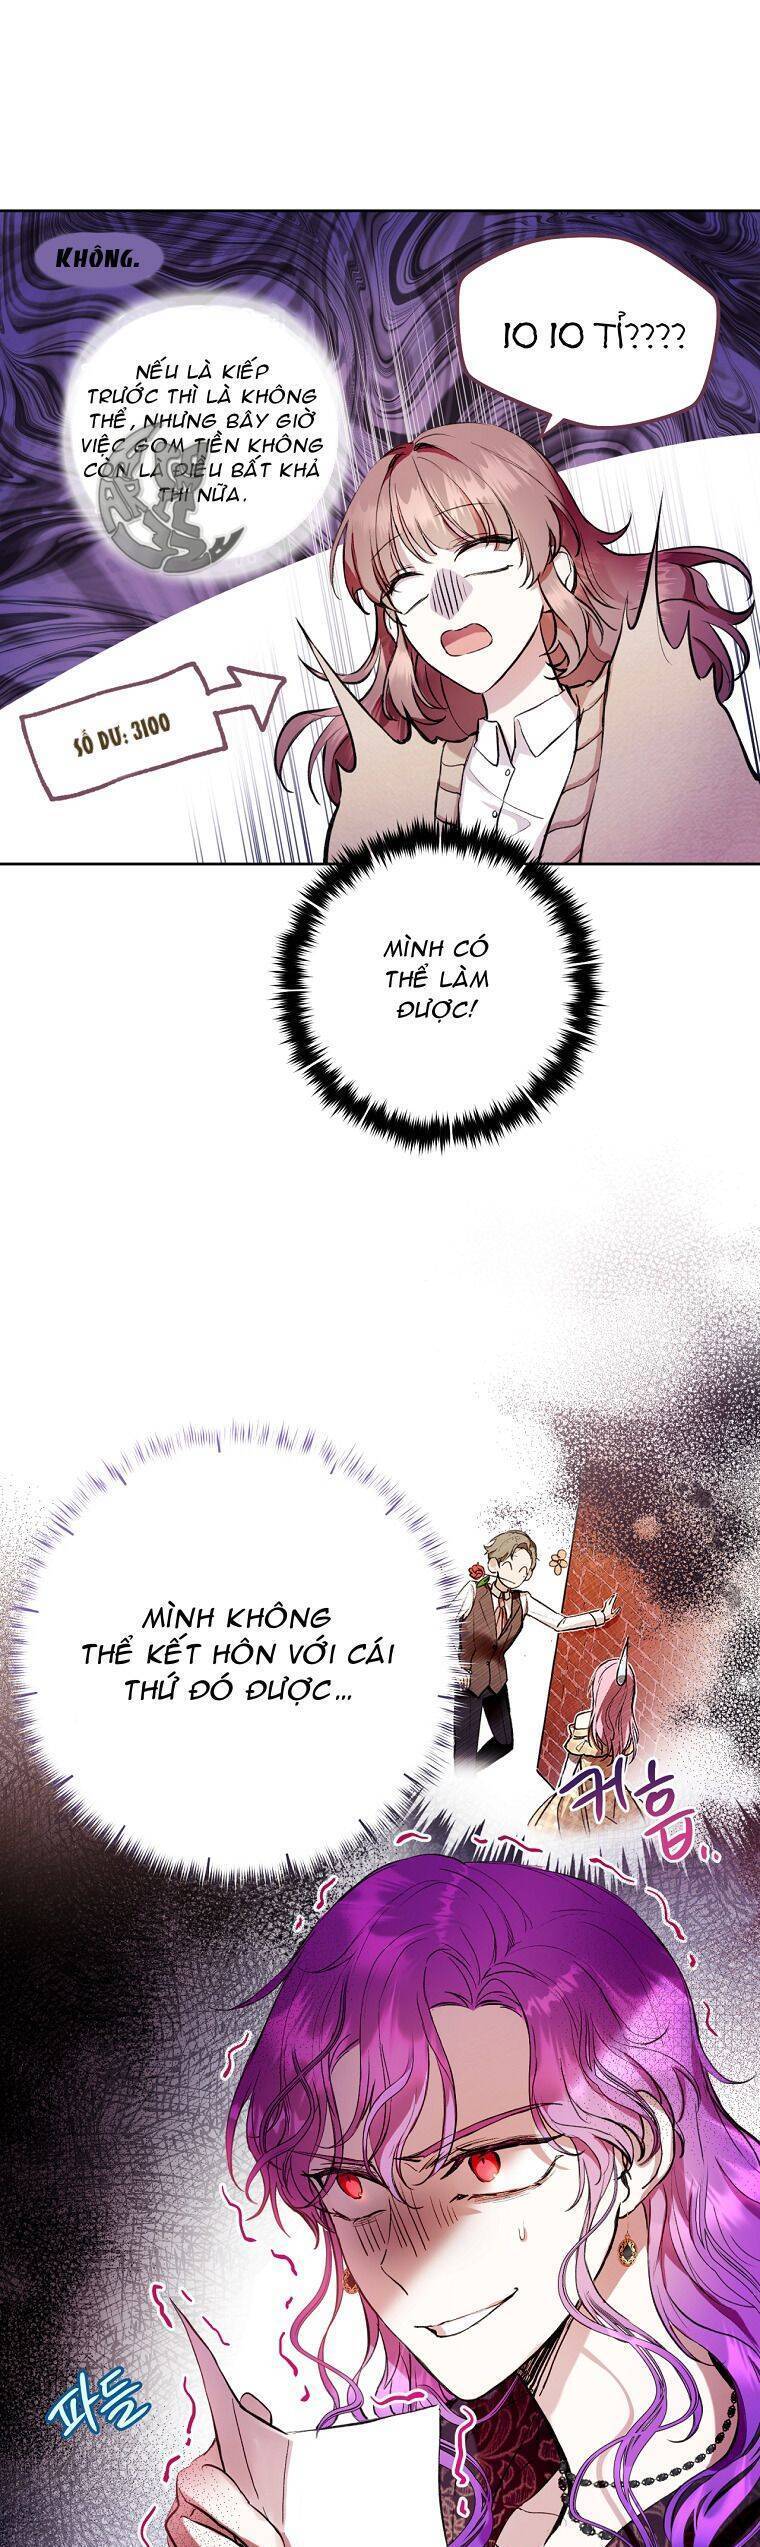 KHÔNG.
10 10 TỈ????
NẾU LÀ KIẾP
TRƯỚC THÌ LÀ KHÔNG
THỂ, NHƯNG BÂY GIỜ
VIỆC GOM TIỀN KHÔNG
CÒN LÀ ĐIỀU BẤT KHẢ
THI NỮA.
SỐ DƯ: 3100
MÌNH CÓ
THỂ LÀM
ĐƯỢC!
MÌNH KHÔNG
THỂ KẾT HÔN VỚI CÁI
THỨ ĐÓ ĐƯỢC...
커흡..
파들